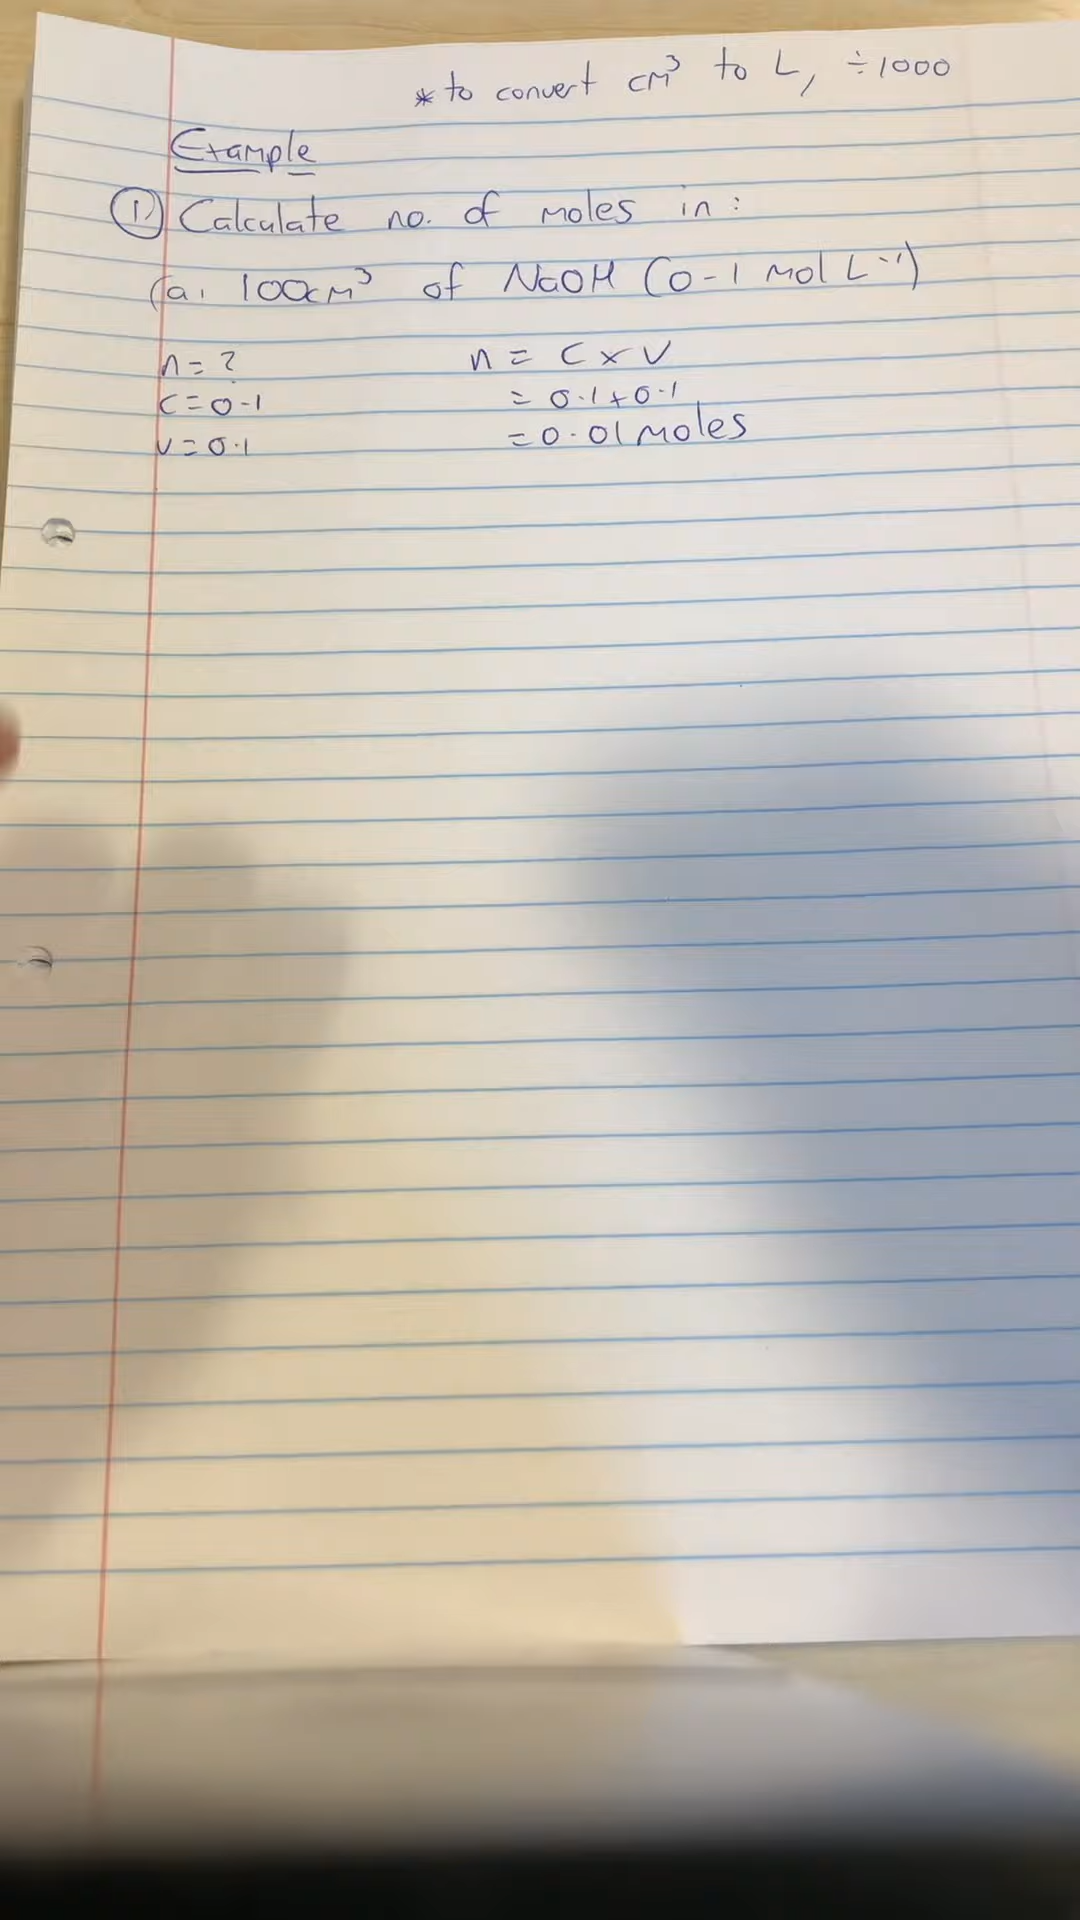 * to convert cm³ to L, ÷1000
Example
① Calculate no. of moles in:
(a. 100cm³ of NaOH (0-1 mol L⁻¹)
n = ?
c = 0-1
v = 0.1
n = c x v
= 0.1 x 0.1
= 0.01 moles